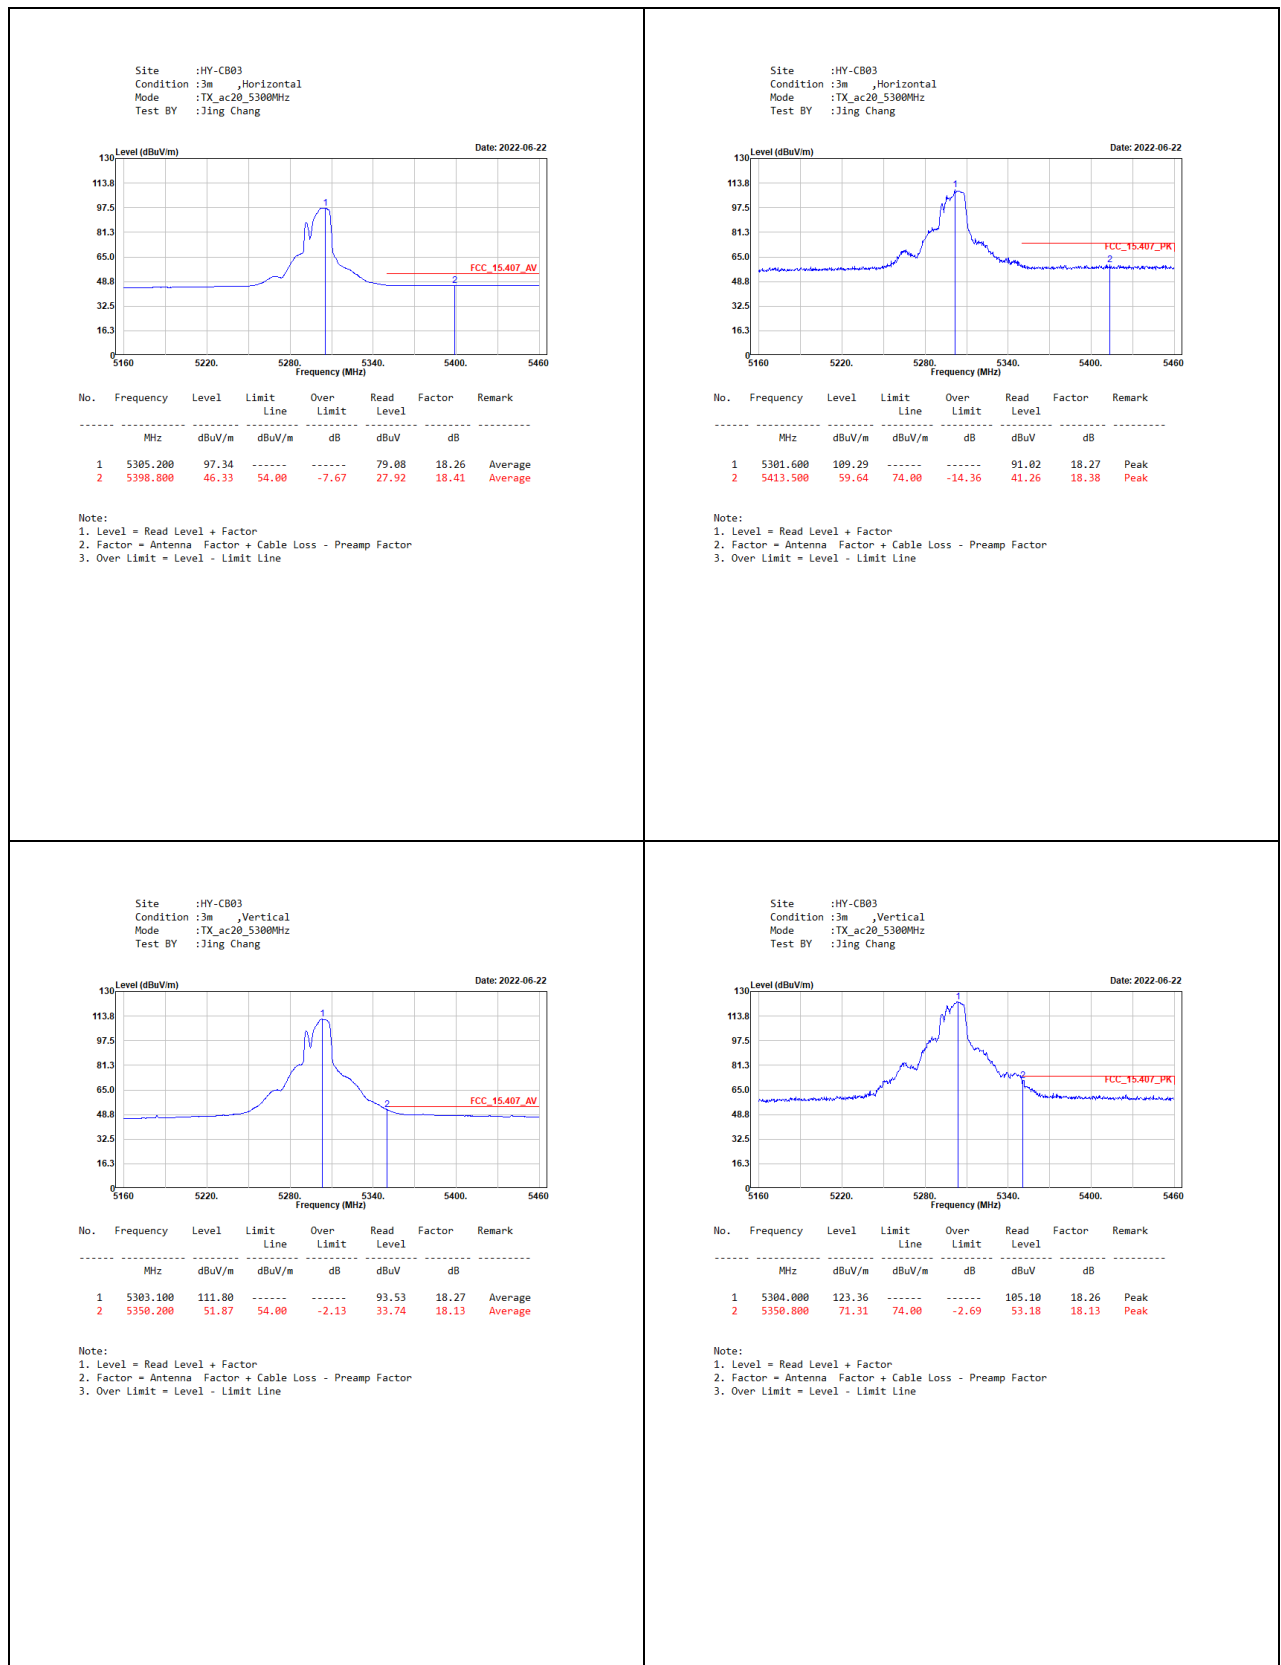 Site      :HY-CB03
Condition :3m    ,Horizontal
Mode      :TX_ac20_5300MHz
Test BY   :Jing Chang
Level (dBuV/m)
Date: 2022-06-22
130
113.8
97.5
81.3
65.0
48.8
32.5
16.3
0
1
2
FCC_15.407_AV
5160 5220. 5280. 5340. 5400. 5460
Frequency (MHz)
No. Frequency Level Limit Over Read Factor Remark
Line Limit Level
------ ----------- -------- --------- --------- --------- -------- ---------
MHz dBuV/m dBuV/m dB dBuV dB
1 5305.200 97.34 ------ ------ 79.08 18.26 Average
2 5398.800 46.33 54.00 -7.67 27.92 18.41 Average
Note:
1. Level = Read Level + Factor
2. Factor = Antenna  Factor + Cable Loss - Preamp Factor
3. Over Limit = Level - Limit Line
Site      :HY-CB03
Condition :3m    ,Horizontal
Mode      :TX_ac20_5300MHz
Test BY   :Jing Chang
Level (dBuV/m)
Date: 2022-06-22
130
113.8
97.5
81.3
65.0
48.8
32.5
16.3
0
1
2
FCC_15.407_PK
5160 5220. 5280. 5340. 5400. 5460
Frequency (MHz)
No. Frequency Level Limit Over Read Factor Remark
Line Limit Level
------ ----------- -------- --------- --------- --------- -------- ---------
MHz dBuV/m dBuV/m dB dBuV dB
1 5301.600 109.29 ------ ------ 91.02 18.27 Peak
2 5413.500 59.64 74.00 -14.36 41.26 18.38 Peak
Note:
1. Level = Read Level + Factor
2. Factor = Antenna  Factor + Cable Loss - Preamp Factor
3. Over Limit = Level - Limit Line
Site      :HY-CB03
Condition :3m    ,Vertical
Mode      :TX_ac20_5300MHz
Test BY   :Jing Chang
Level (dBuV/m)
Date: 2022-06-22
130
113.8
97.5
81.3
65.0
48.8
32.5
16.3
0
1
2
FCC_15.407_AV
5160 5220. 5280. 5340. 5400. 5460
Frequency (MHz)
No. Frequency Level Limit Over Read Factor Remark
Line Limit Level
------ ----------- -------- --------- --------- --------- -------- ---------
MHz dBuV/m dBuV/m dB dBuV dB
1 5303.100 111.80 ------ ------ 93.53 18.27 Average
2 5350.200 51.87 54.00 -2.13 33.74 18.13 Average
Note:
1. Level = Read Level + Factor
2. Factor = Antenna  Factor + Cable Loss - Preamp Factor
3. Over Limit = Level - Limit Line
Site      :HY-CB03
Condition :3m    ,Vertical
Mode      :TX_ac20_5300MHz
Test BY   :Jing Chang
Level (dBuV/m)
Date: 2022-06-22
130
113.8
97.5
81.3
65.0
48.8
32.5
16.3
0
1
2
FCC_15.407_PK
5160 5220. 5280. 5340. 5400. 5460
Frequency (MHz)
No. Frequency Level Limit Over Read Factor Remark
Line Limit Level
------ ----------- -------- --------- --------- --------- -------- ---------
MHz dBuV/m dBuV/m dB dBuV dB
1 5304.000 123.36 ------ ------ 105.10 18.26 Peak
2 5350.800 71.31 74.00 -2.69 53.18 18.13 Peak
Note:
1. Level = Read Level + Factor
2. Factor = Antenna  Factor + Cable Loss - Preamp Factor
3. Over Limit = Level - Limit Line